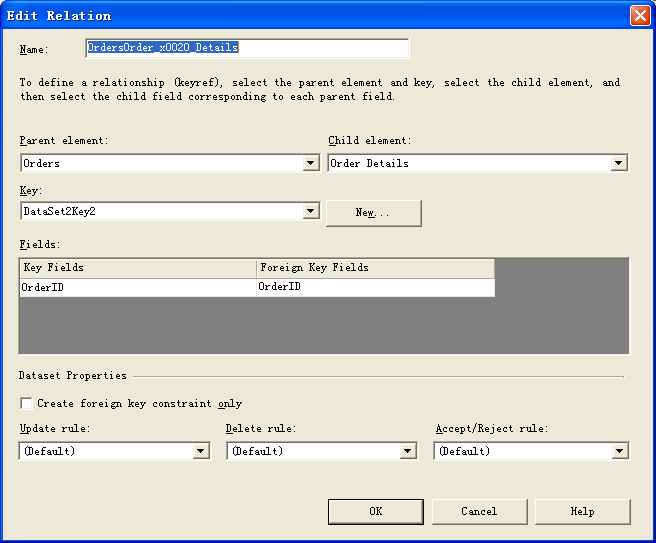 Edit Relation
Name: OrdersOrder_x0020_Details
To define a relationship (keyref), select the parent element and key, select the child element, and
then select the child field corresponding to each parent field.
Parent element: Child element:
Orders Order Details
Key:
DataSet2Key2 New...
Fields:
Key Fields Foreign Key Fields
OrderID OrderID
Dataset Properties
Create foreign key constraint only
Update rule: Delete rule: Accept/Reject rule:
(Default) (Default) (Default)
OK Cancel Help